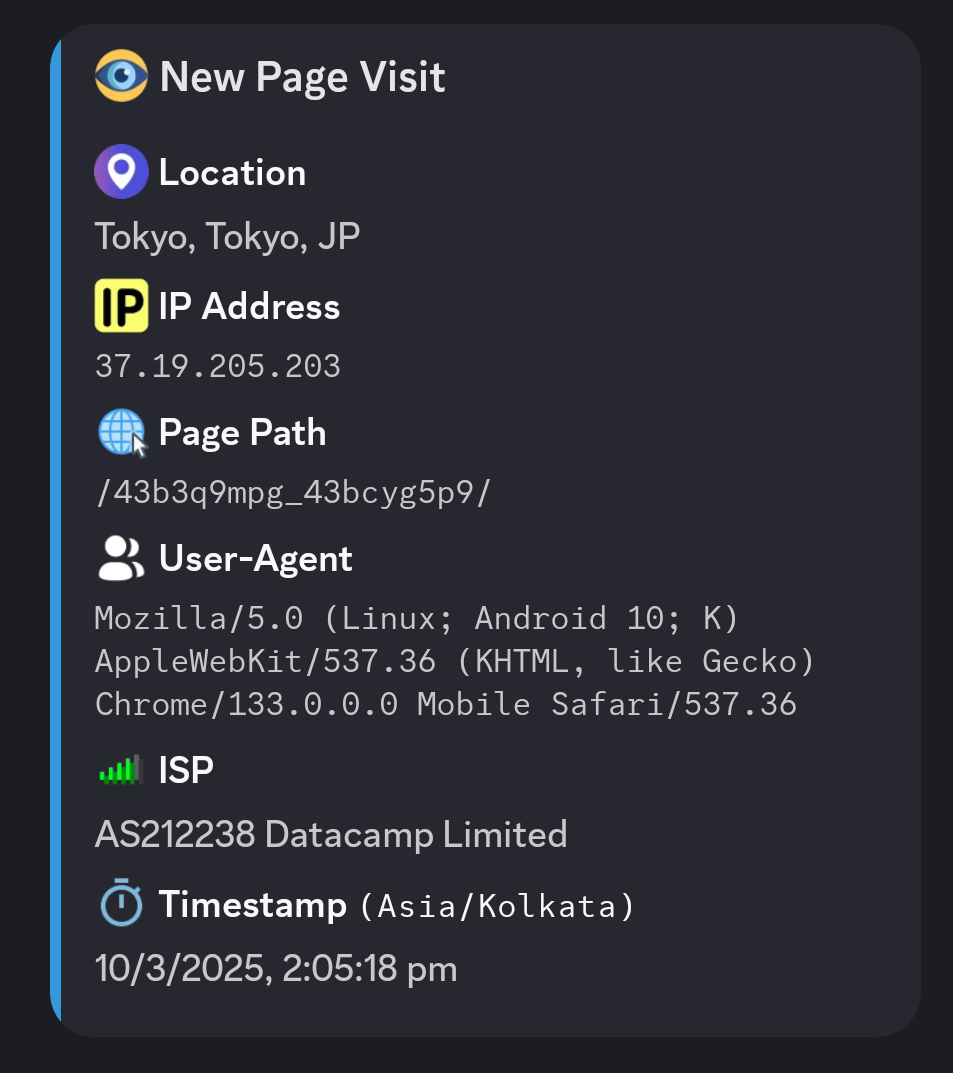 New Page Visit
Location
Tokyo, Tokyo, JP
IP IP Address
37.19.205.203
Page Path
/43b3q9mpg_43bcyg5p9/
User-Agent
Mozilla/5.0 (Linux; Android 10; K)
AppleWebKit/537.36 (KHTML, like Gecko)
Chrome/133.0.0.0 Mobile Safari/537.36
ISP
AS212238 Datacamp Limited
Timestamp (Asia/Kolkata)
10/3/2025, 2:05:18 pm